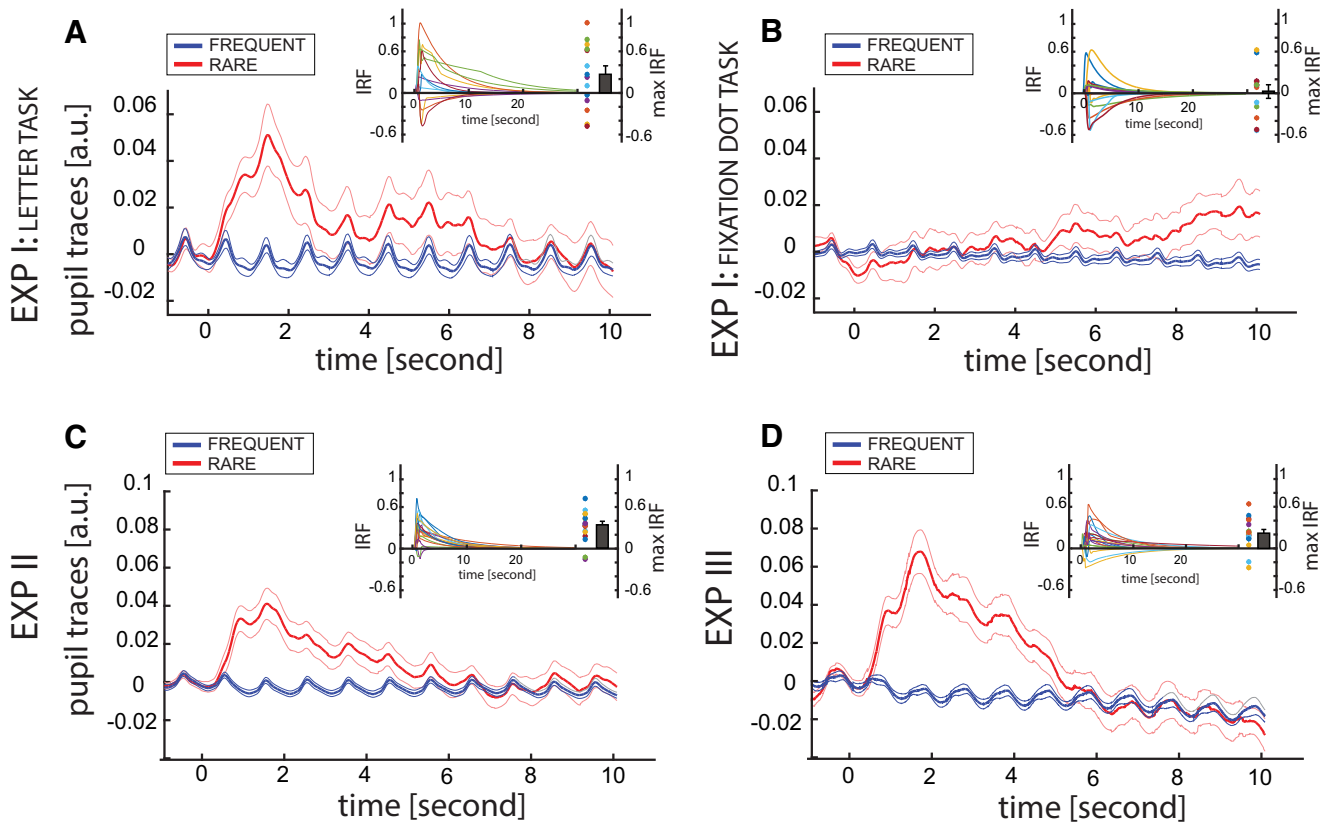 A
FREQUENT
RARE
EXP I: LETTER TASK
pupil traces [a.u.]
0.06
0.04
0.02
0
-0.02
0 2 4 6 8 10
time [second]
IRF
1
0.6
0
-0.6
0 10 20
time [second]
1
0.6
0
-0.6
max IRF
B
FREQUENT
RARE
EXP I: FIXATION DOT TASK
0.06
0.04
0.02
0
-0.02
0 2 4 6 8 10
time [second]
IRF
1
0.6
0
-0.6
0 10 20
time [second]
1
0.6
0
-0.6
max IRF
C
FREQUENT
RARE
EXP II
pupil traces [a.u.]
0.1
0.08
0.06
0.04
0.02
0
-0.02
0 2 4 6 8 10
time [second]
IRF
1
0.6
0
-0.6
0 10 20
time [second]
1
0.6
0
-0.6
max IRF
D
FREQUENT
RARE
EXP III
0.1
0.08
0.06
0.04
0.02
0
-0.02
0 2 4 6 8 10
time [second]
IRF
1
0.6
0
-0.6
0 10 20
time [second]
1
0.6
0
-0.6
max IRF